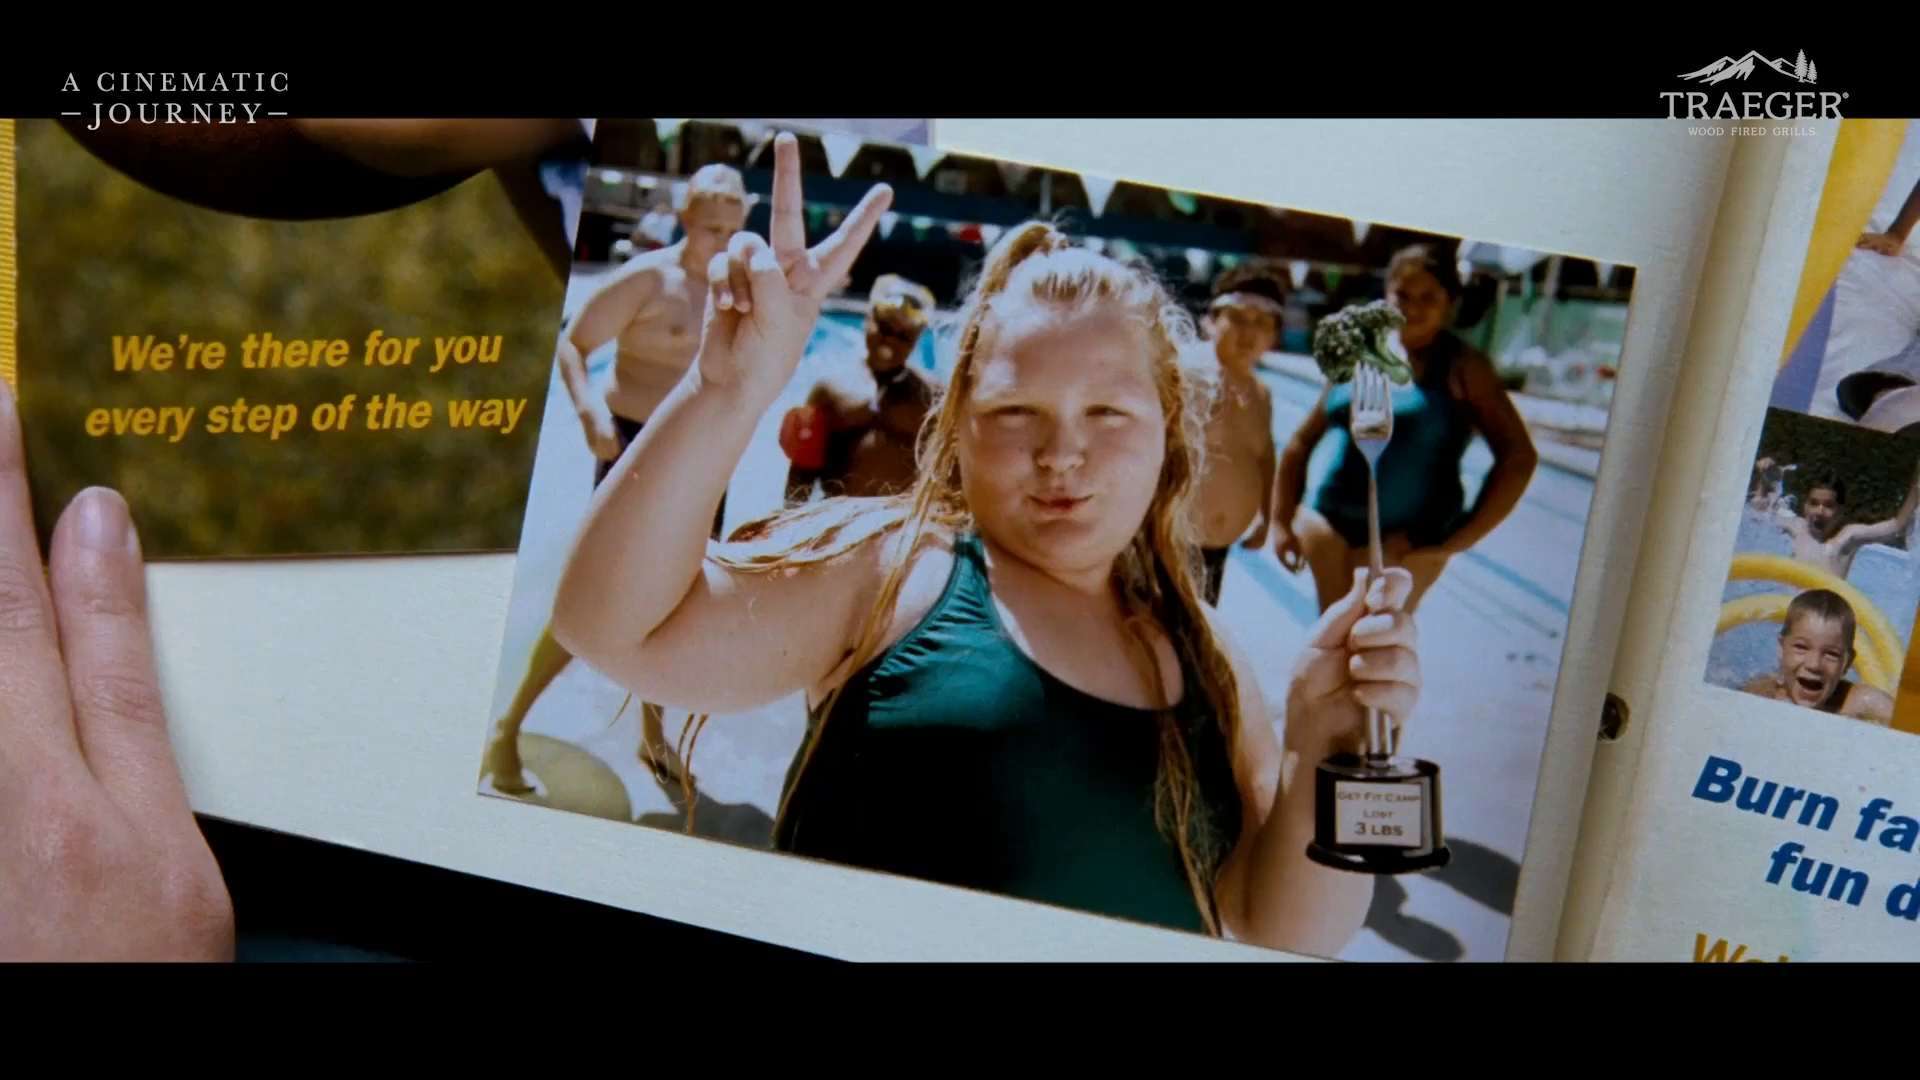 A CINEMATIC
JOURNEY
TRAEGER
WOOD FIRED GRILLS
We're there for you
every step of the way
GET FIT CAMP
LOST
3 LBS
Burn
fun